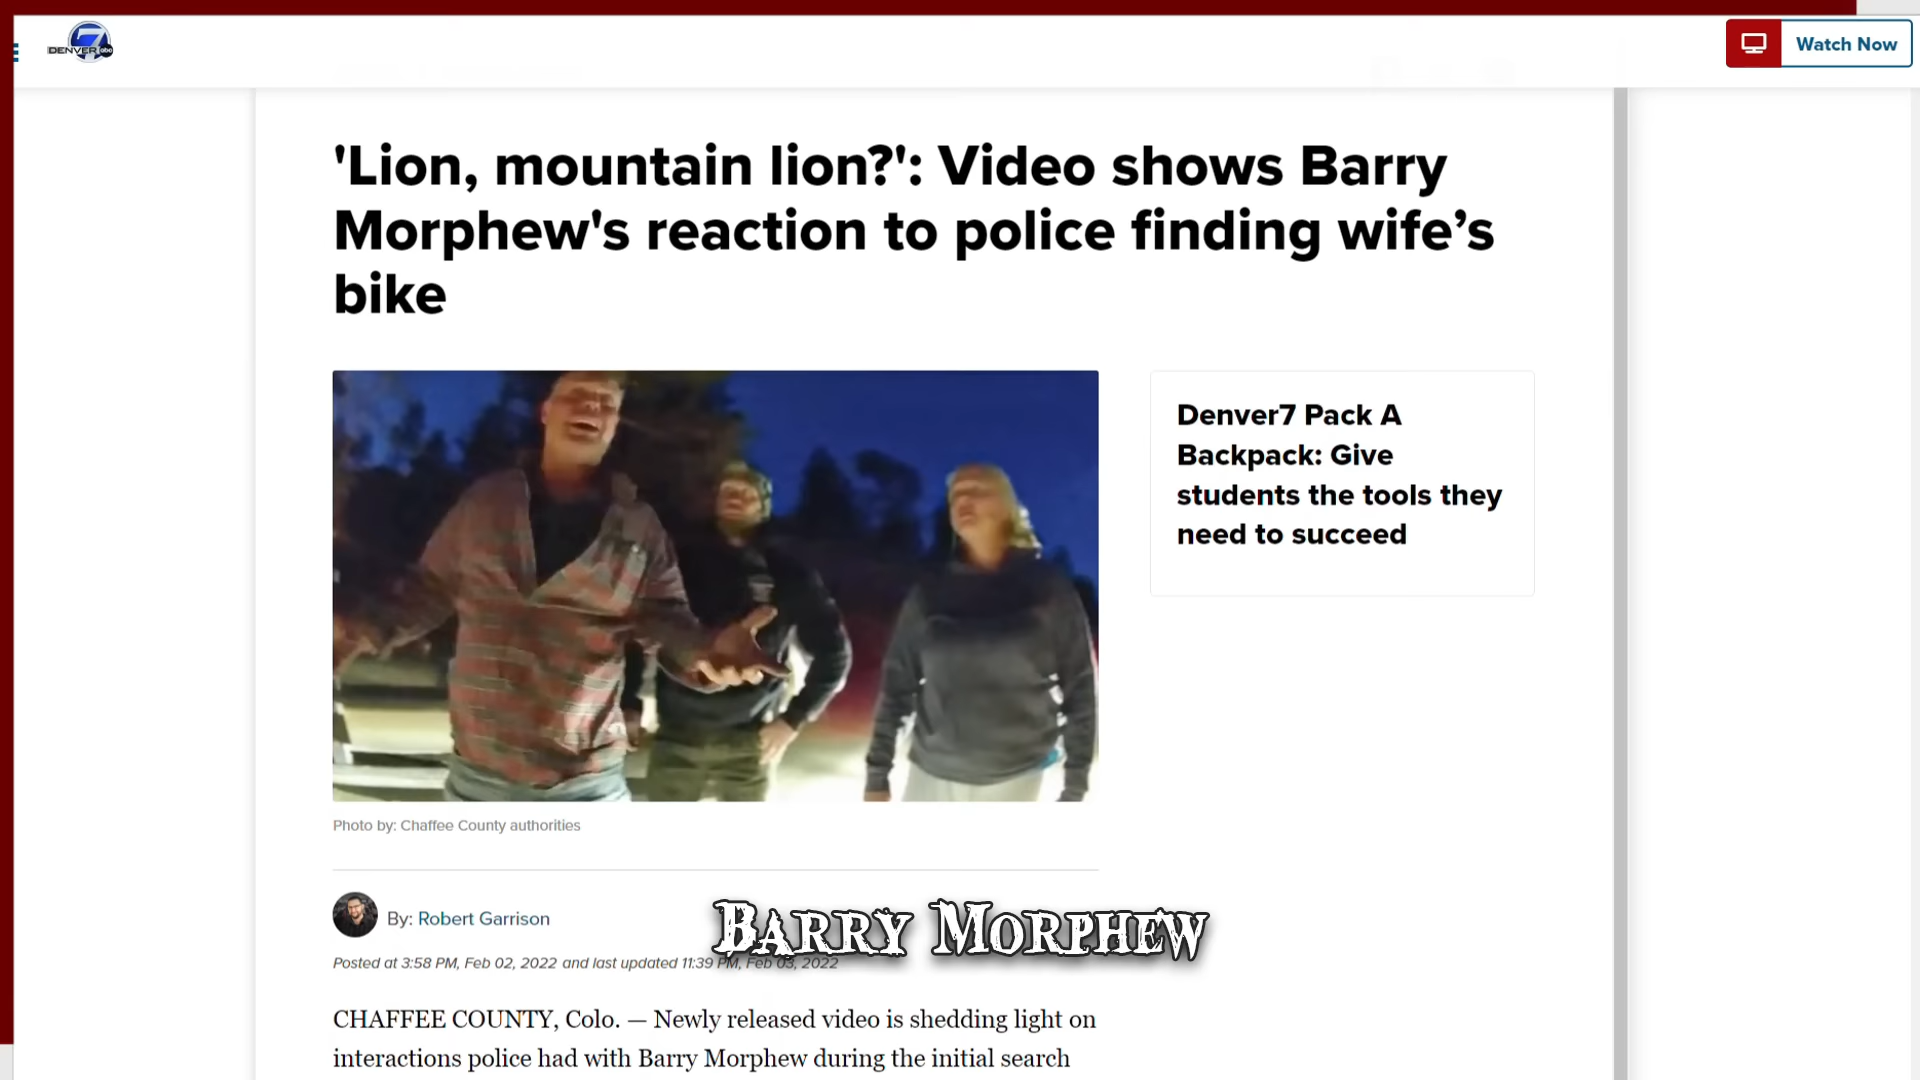 DENVER 7 abc
Watch Now
'Lion, mountain lion?': Video shows Barry
Morphew's reaction to police finding wife’s
bike
Denver7 Pack A
Backpack: Give
students the tools they
need to succeed
Photo by: Chaffee County authorities
By: Robert Garrison
BARRY MORPHEW
Posted at 3:58 PM, Feb 02, 2022 and last updated 11:39 PM, Feb 03, 2022
CHAFFEE COUNTY, Colo. — Newly released video is shedding light on
interactions police had with Barry Morphew during the initial search